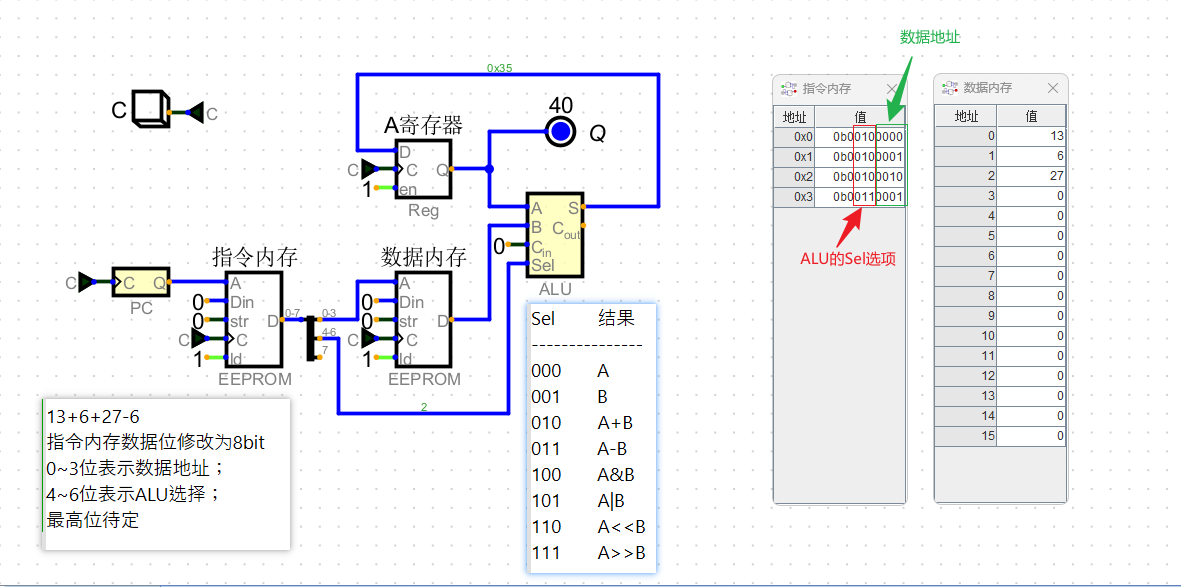 数据地址
0x35
40
Q
C
C
A寄存器
D
C
C
Q
1
en
Reg
指令内存
地址
值
0x0
0b00100000
0x1
0b00100001
0x2
0b00100010
0x3
0b00110001
ALU的Sel选项
数据内存
地址
值
0
13
1
6
2
27
3
0
4
0
5
0
6
0
7
0
8
0
9
0
10
0
11
0
12
0
13
0
14
0
15
0
A
S
B
Cout
0
Cin
Sel
ALU
C
C
Q
PC
指令内存
A
0
Din
0
str
D
C
C
1
ld
EEPROM
0-7
0-3
4-6
7
数据内存
A
0
Din
0
str
D
C
C
1
ld
EEPROM
2
Sel 结果
---------------
000 A
001 B
010 A+B
011 A-B
100 A&B
101 A|B
110 A<<B
111 A>>B
13+6+27-6
指令内存数据位修改为8bit
0~3位表示数据地址；
4~6位表示ALU选择；
最高位待定